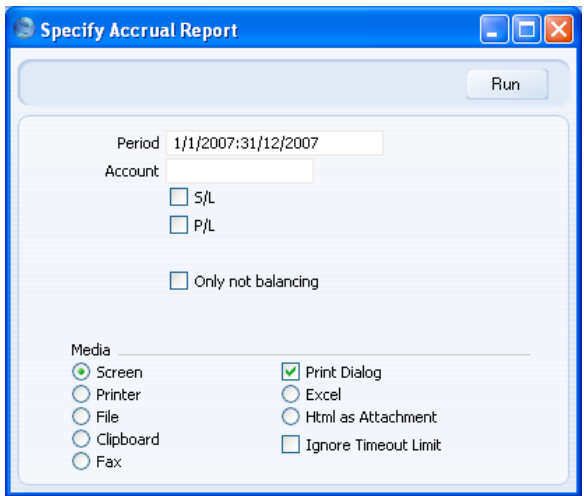 Specify Accrual Report
Run
Period 1/1/2007:31/12/2007
Account
S/L
P/L
Only not balancing
Media
Screen
Print Dialog
Printer
Excel
File
Html as Attachment
Clipboard
Ignore Timeout Limit
Fax